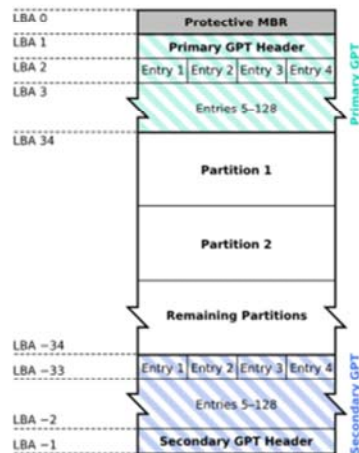 LBA 0
Protective MBR
LBA 1
Primary GPT Header
LBA 2
Entry 1 Entry 2 Entry 3 Entry 4
LBA 3
Entries 5–128
Primary GPT
LBA 34
Partition 1
Partition 2
Remaining Partitions
LBA −34
LBA −33
Entry 1 Entry 2 Entry 3 Entry 4
Entries 5–128
LBA −2
LBA −1
Secondary GPT Header
Secondary GPT